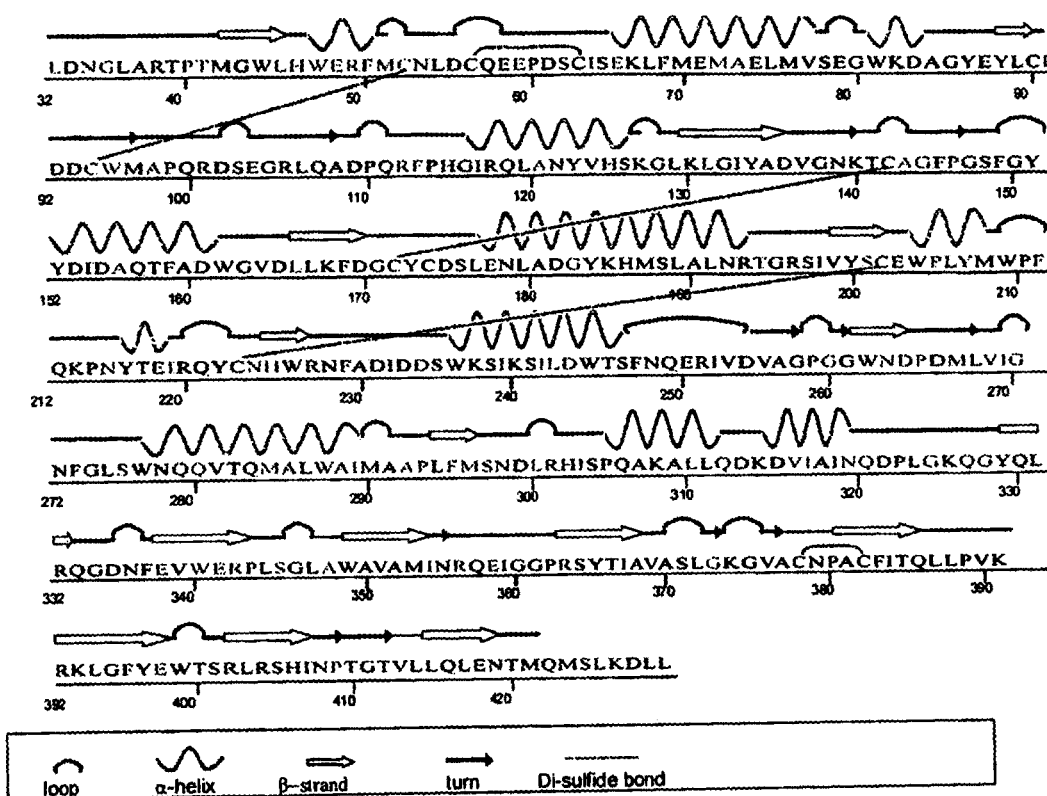 LDNGLARTPTMGWLHWERFMCNLDCQEEPDSCISEKLFMEMAELMVSEGWKDAGYEYLCI
32 40 50 60 70 80 90
DDCWMAPQRDSEGRLQADPQRFPHGIRQLANYVHSKGLKLGIYADVGNKTCAGFPGSFGY
92 100 110 120 130 140 150
YDIDAQTFADWGVDLLKFDGCYCDSLENLADGYKHMSLALNRTGRSIVYSCEWPLYMWPF
152 160 170 180 190 200 210
QKPNYTEIRQYCNHWRNFADIDDSWKSIKSILDWTSFNQERIVDVAGPGGWNDPDMLVIG
212 220 230 240 250 260 270
NFGLSWNQQVTQMALWAIMAAPLFMSNDLRHISPQAKALLQDKDVIAINQDPLGKQGYQL
272 280 290 300 310 320 330
RQGDNFEVWERPLSGLAWAVAMINRQEIGGPRSYTIAVASLGKGVACNPACFITQLLPVK
332 340 350 360 370 380 390
RKLGFYEWTSRLRSHINPTGTVLLQLENTMQMSLKDLL
392 400 410 420
loop α-helix β-strand turn Di-sulfide bond